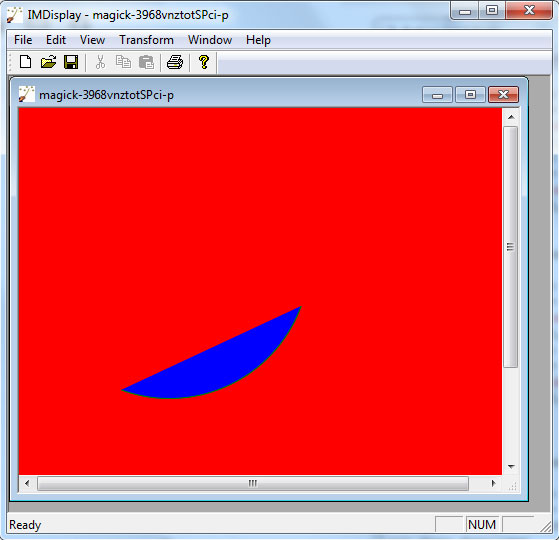 IMDisplay - magick-3968vnztotSPci-p
File Edit View Transform Window Help
magick-3968vnztotSPci-p
Ready NUM